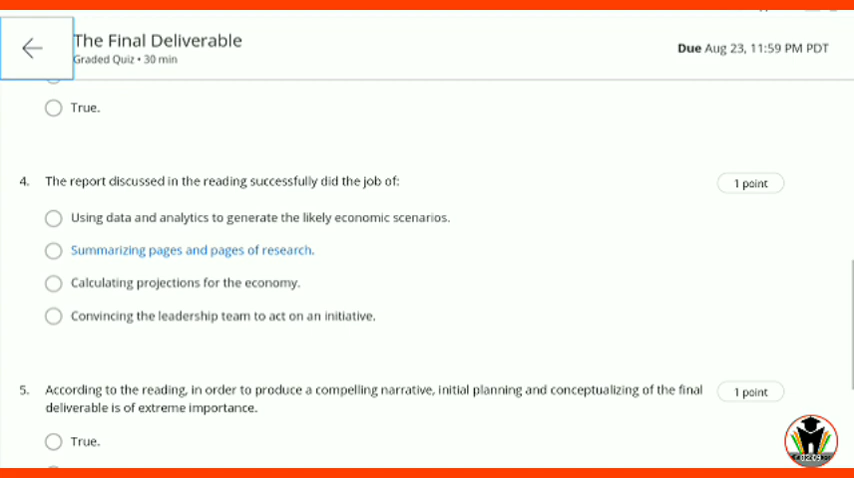 The Final Deliverable
Graded Quiz • 30 min
Due Aug 23, 11:59 PM PDT
True.
4. The report discussed in the reading successfully did the job of:
1 point
Using data and analytics to generate the likely economic scenarios.
Summarizing pages and pages of research.
Calculating projections for the economy.
Convincing the leadership team to act on an initiative.
5. According to the reading, in order to produce a compelling narrative, initial planning and conceptualizing of the final
deliverable is of extreme importance.
1 point
True.